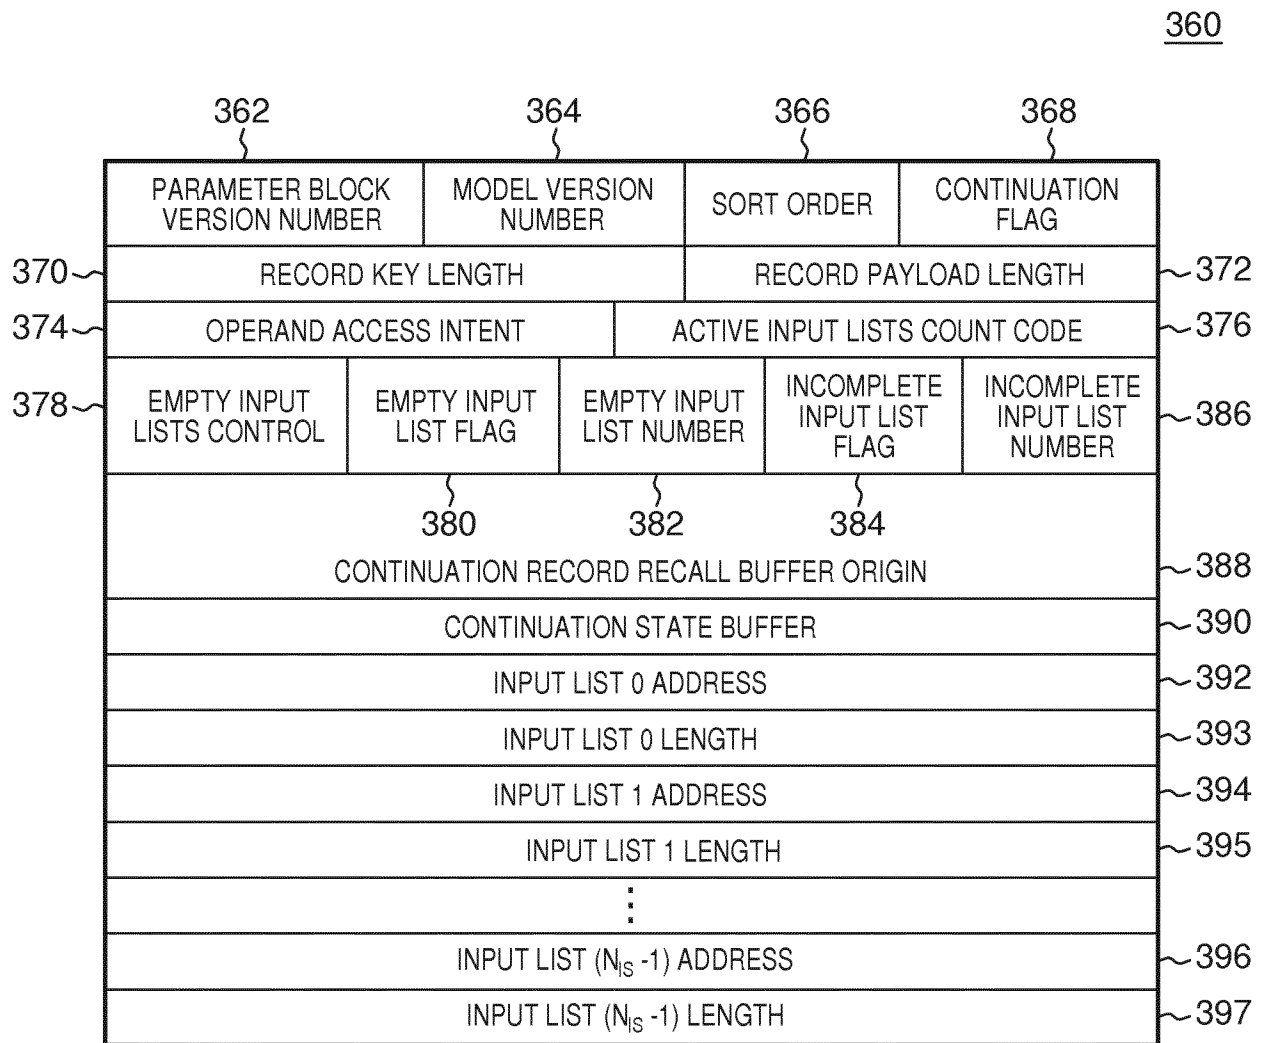 360
362 364 366 368
PARAMETER BLOCK VERSION NUMBER
MODEL VERSION NUMBER
SORT ORDER
CONTINUATION FLAG
370 RECORD KEY LENGTH RECORD PAYLOAD LENGTH 372
374 OPERAND ACCESS INTENT ACTIVE INPUT LISTS COUNT CODE 376
378
EMPTY INPUT LISTS CONTROL
EMPTY INPUT LIST FLAG
EMPTY INPUT LIST NUMBER
INCOMPLETE INPUT LIST FLAG
INCOMPLETE INPUT LIST NUMBER
386
380 382 384
CONTINUATION RECORD RECALL BUFFER ORIGIN 388
CONTINUATION STATE BUFFER 390
INPUT LIST 0 ADDRESS 392
INPUT LIST 0 LENGTH 393
INPUT LIST 1 ADDRESS 394
INPUT LIST 1 LENGTH 395
⋮
INPUT LIST (NIS -1) ADDRESS 396
INPUT LIST (NIS -1) LENGTH 397